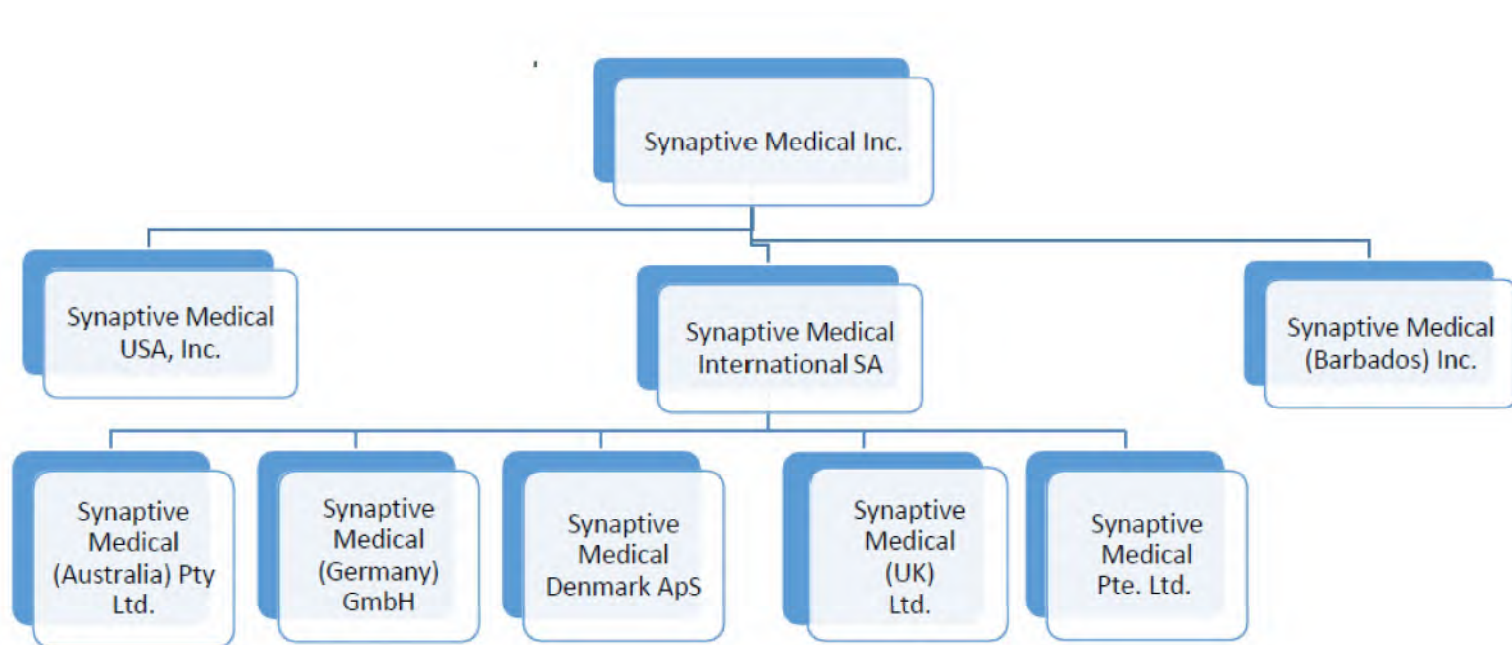 Synaptive Medical Inc.
Synaptive Medical
USA, Inc.
Synaptive Medical
International SA
Synaptive Medical
(Barbados) Inc.
Synaptive
Medical
(Australia) Pty
Ltd.
Synaptive
Medical
(Germany)
GmbH
Synaptive
Medical
Denmark ApS
Synaptive
Medical
(UK)
Ltd.
Synaptive
Medical
Pte. Ltd.